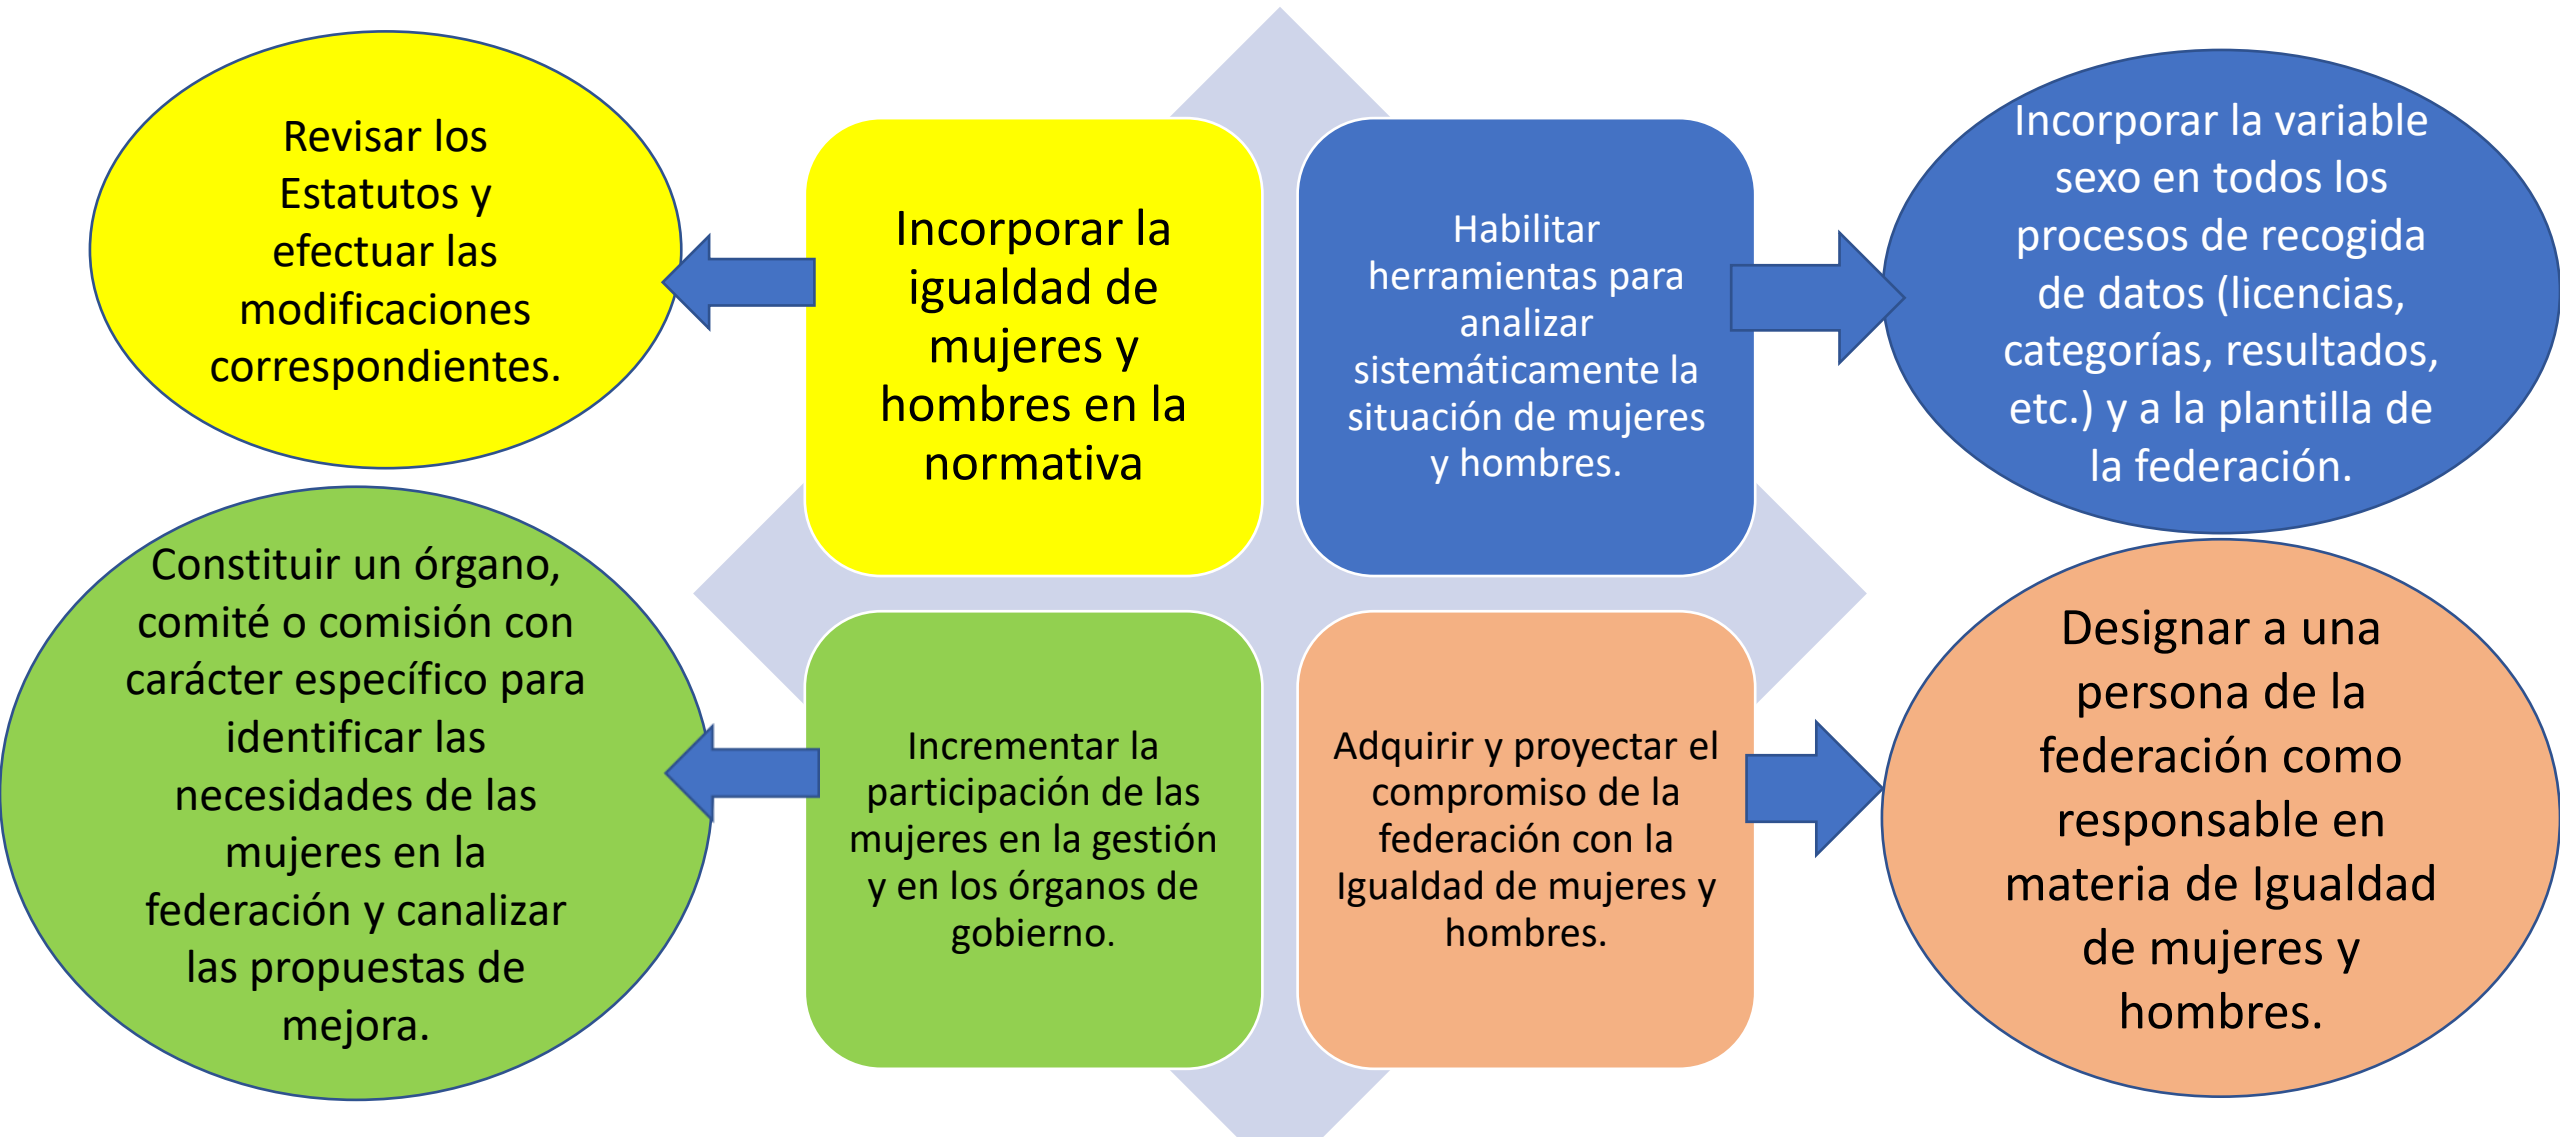 Revisar los
Estatutos y
efectuar las
modificaciones
correspondientes.
Incorporar la
igualdad de
mujeres y
hombres en la
normativa
Habilitar
herramientas para
analizar
sistemáticamente la
situación de mujeres
y hombres.
Incorporar la variable
sexo en todos los
procesos de recogida
de datos (licencias,
categorías, resultados,
etc.) y a la plantilla de
la federación.
Constituir un órgano,
comité o comisión con
carácter específico para
identificar las
necesidades de las
mujeres en la
federación y canalizar
las propuestas de
mejora.
Incrementar la
participación de las
mujeres en la gestión
y en los órganos de
gobierno.
Adquirir y proyectar el
compromiso de la
federación con la
Igualdad de mujeres y
hombres.
Designar a una
persona de la
federación como
responsable en
materia de Igualdad
de mujeres y
hombres.